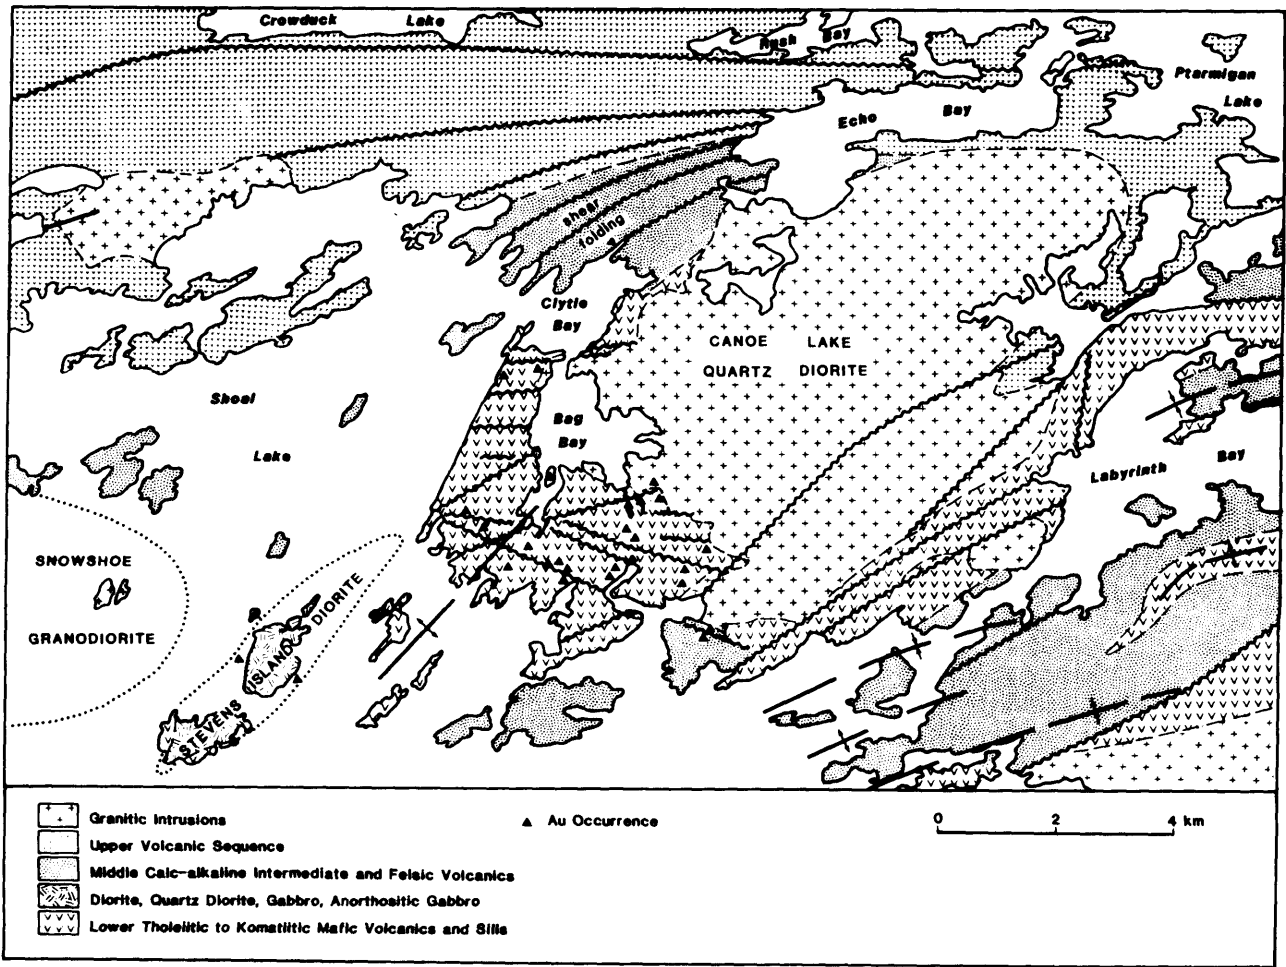 Crowduck Lake
Rush Bay
Ptarmigan
Lake
Echo Bay
shear
folding
Clytie
Bay
CANOE LAKE
QUARTZ DIORITE
Shoal
Lake
Bag
Bay
Labyrinth Bay
SNOWSHOE
GRANODIORITE
STEVENS ISLAND DIORITE
Granitic Intrusions
Upper Volcanic Sequence
Middle Calc-alkaline Intermediate and Felsic Volcanics
Diorite, Quartz Diorite, Gabbro, Anorthositic Gabbro
Lower Tholeiitic to Komatiitic Mafic Volcanics and Sills
Au Occurrence
0 2 4 km